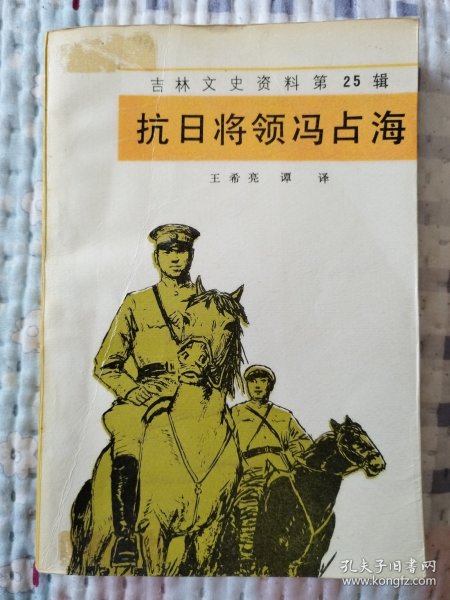 吉林文史资料第25辑
抗日将领冯占海
王希亮 谭译
孔夫子旧书网
www.kongfz.com